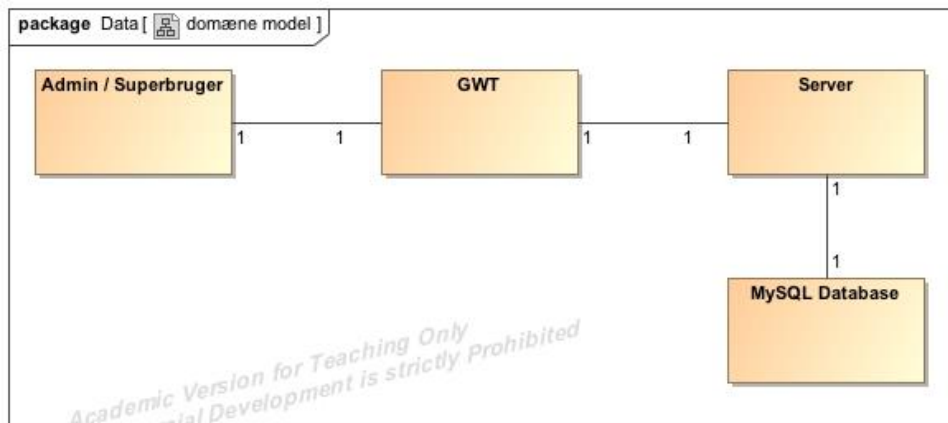 package Data [ domæne model ]
Admin / Superbruger
GWT
Server
1
1
1
1
1
1
MySQL Database
Academic Version for Teaching Only
Development is strictly Prohibited